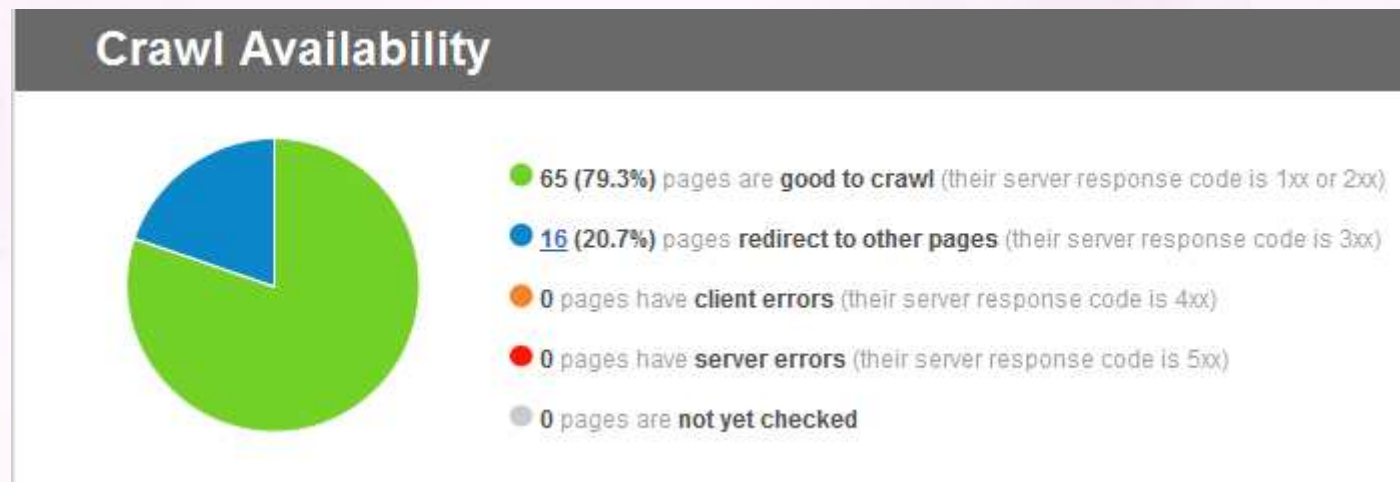 Crawl Availability
65 (79.3%) pages are good to crawl (their server response code is 1xx or 2xx)
16 (20.7%) pages redirect to other pages (their server response code is 3xx)
0 pages have client errors (their server response code is 4xx)
0 pages have server errors (their server response code is 5xx)
0 pages are not yet checked